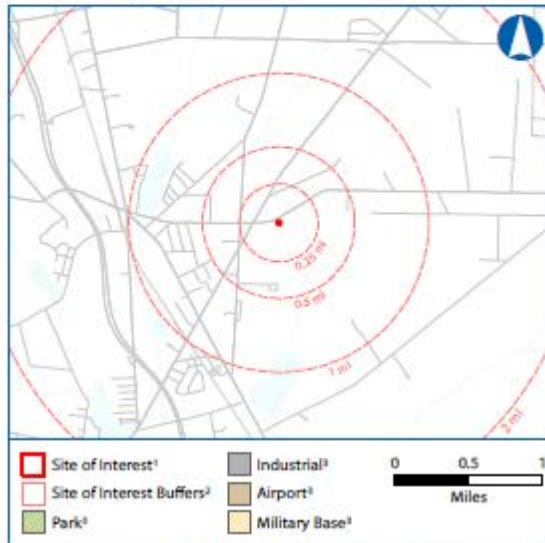 0.25 mi
0.5 mi
1 mi
2 mi
Site of Interest¹
Site of Interest Buffers²
Park³
Industrial³
Airport³
Military Base³
0 0.5 1
Miles